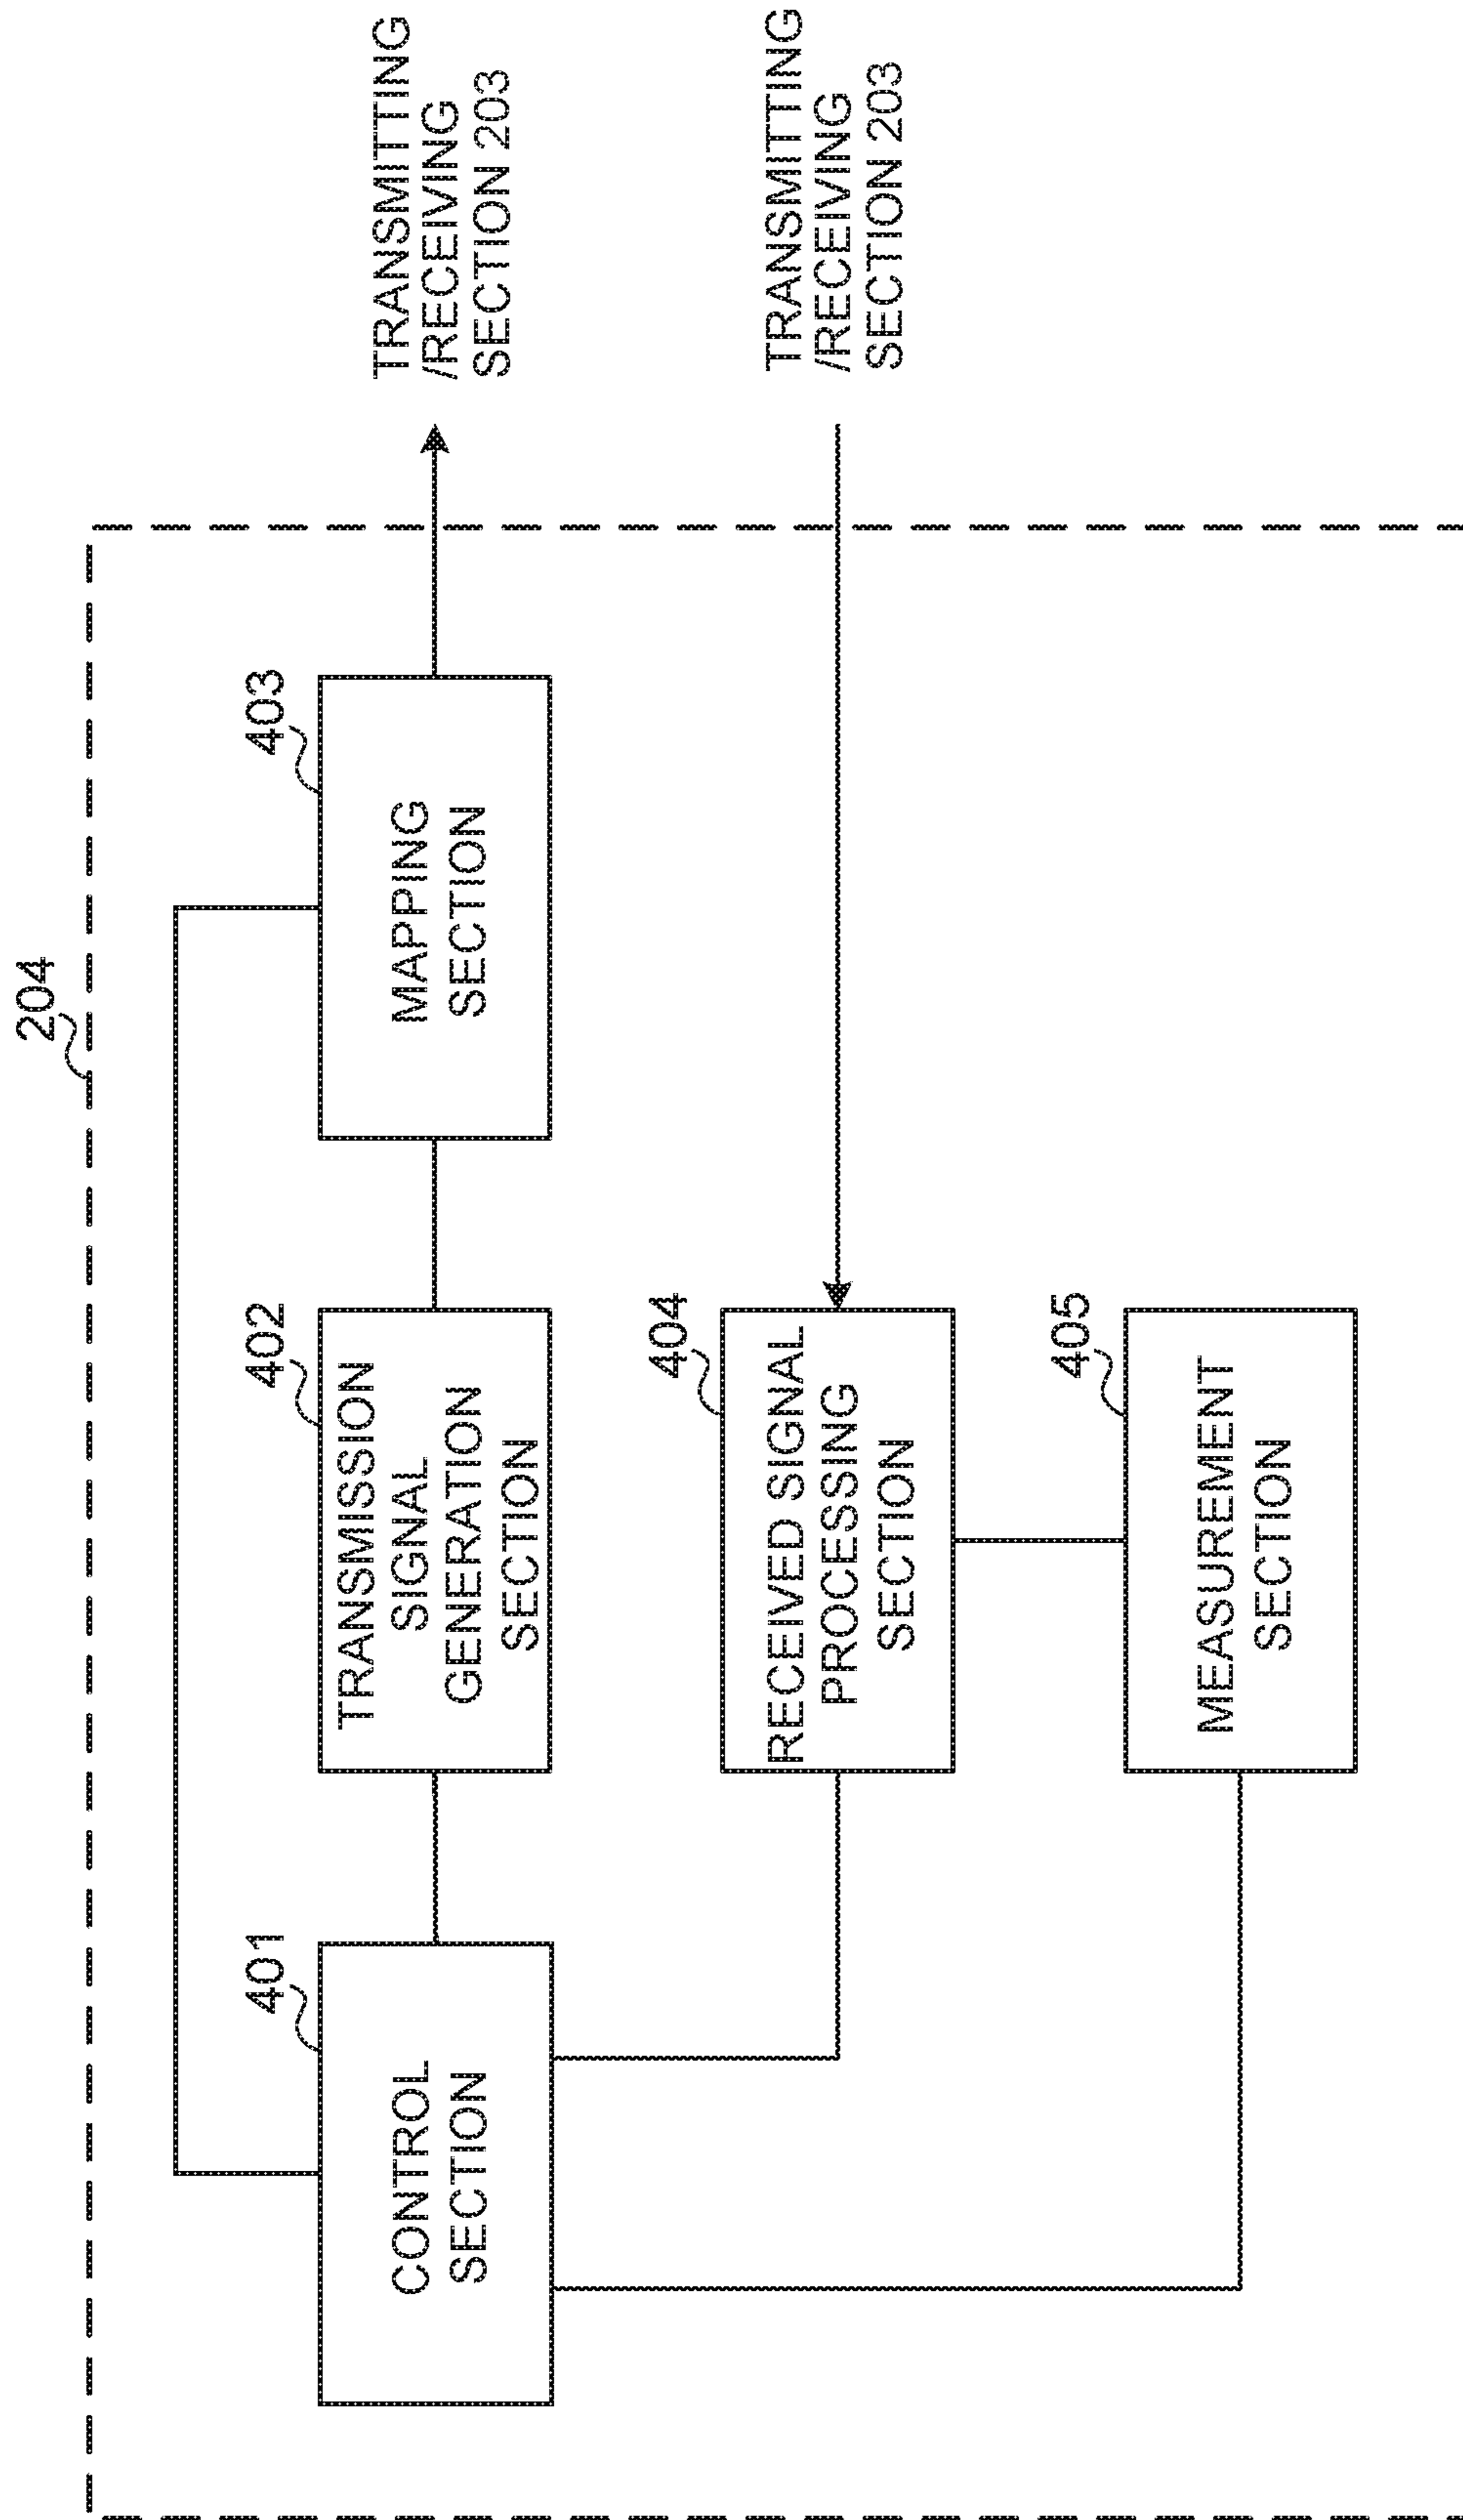 204
401
CONTROL
SECTION
402
TRANSMISSION
SIGNAL
GENERATION
SECTION
403
MAPPING
SECTION
TRANSMITTING
/RECEIVING
SECTION 203
404
RECEIVED SIGNAL
PROCESSING
SECTION
TRANSMITTING
/RECEIVING
SECTION 203
405
MEASUREMENT
SECTION